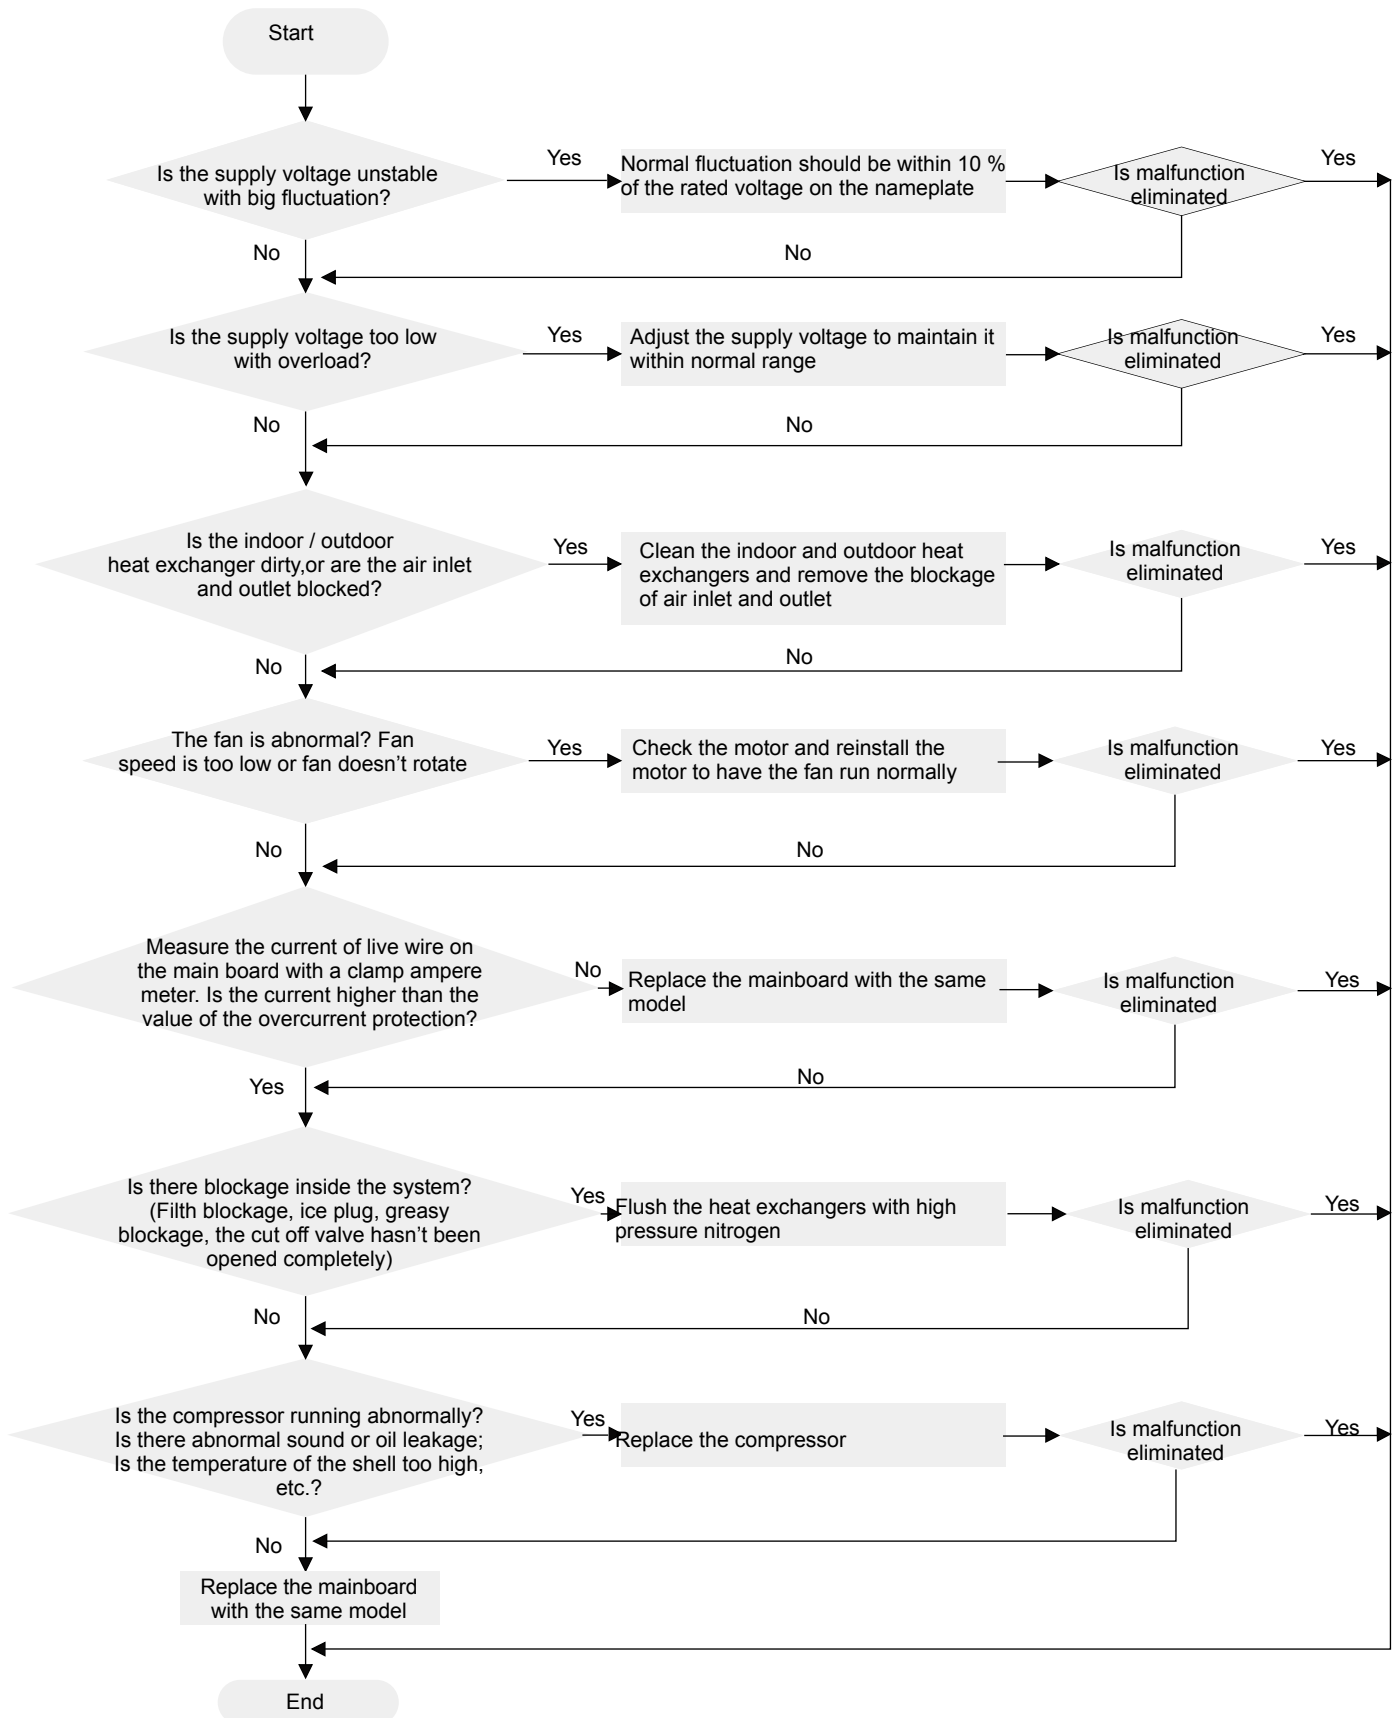 Start
Is the supply voltage unstable
with big fluctuation?
Yes
Normal fluctuation should be within 10 %
of the rated voltage on the nameplate
Is malfunction
eliminated
Yes
No
No
Is the supply voltage too low
with overload?
Yes
Adjust the supply voltage to maintain it
within normal range
Is malfunction
eliminated
Yes
No
No
Is the indoor / outdoor
heat exchanger dirty,or are the air inlet
and outlet blocked?
Yes
Clean the indoor and outdoor heat
exchangers and remove the blockage
of air inlet and outlet
Is malfunction
eliminated
Yes
No
No
The fan is abnormal? Fan
speed is too low or fan doesn’t rotate
Yes
Check the motor and reinstall the
motor to have the fan run normally
Is malfunction
eliminated
Yes
No
No
Measure the current of live wire on
the main board with a clamp ampere
meter. Is the current higher than the
value of the overcurrent protection?
No
Replace the mainboard with the same
model
Is malfunction
eliminated
Yes
Yes
No
Is there blockage inside the system?
(Filth blockage, ice plug, greasy
blockage, the cut off valve hasn’t been
opened completely)
Yes
Flush the heat exchangers with high
pressure nitrogen
Is malfunction
eliminated
Yes
No
No
Is the compressor running abnormally?
Is there abnormal sound or oil leakage;
Is the temperature of the shell too high,
etc.?
Yes
Replace the compressor
Is malfunction
eliminated
Yes
No
Replace the mainboard
with the same model
End